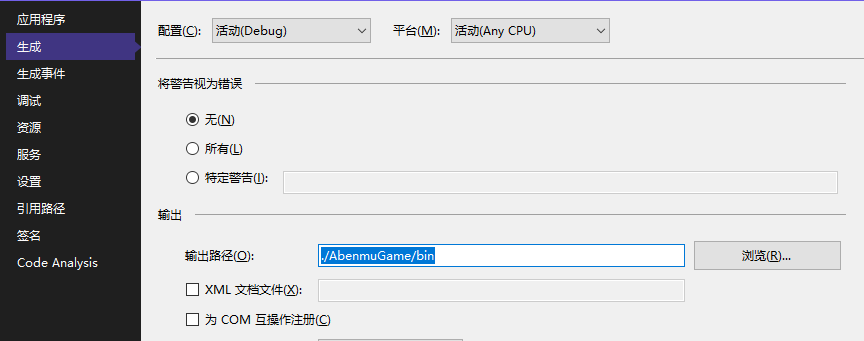 应用程序
生成
生成事件
调试
资源
服务
设置
引用路径
签名
Code Analysis
配置(C): 活动(Debug) 平台(M): 活动(Any CPU)
将警告视为错误
无(N)
所有(L)
特定警告(I):
输出
输出路径(O): ./AbenmuGame/bin 浏览(R)...
XML 文档文件(X):
为 COM 互操作注册(C)